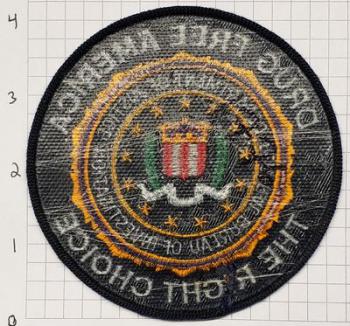 4
3
2
1
0
DRUG FREE AMERICA
BUREAU OF INVESTIGATION
THE RIGHT CHOICE